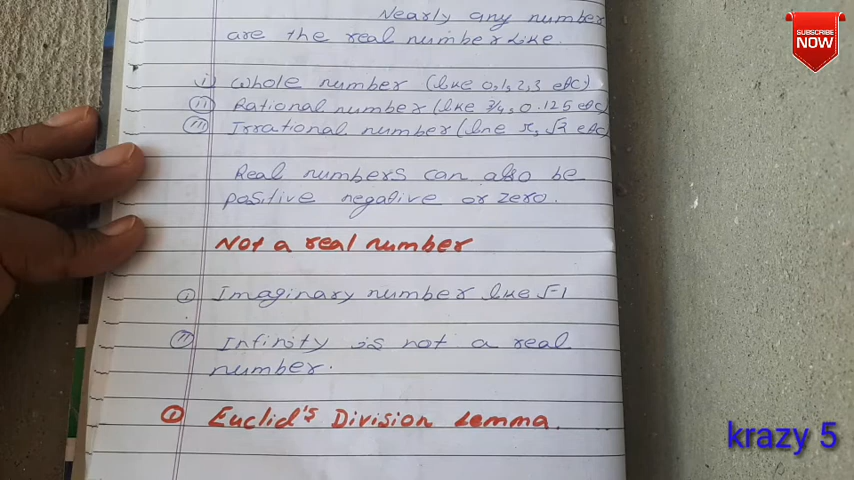 Nearly any number
are the real number like.
i) Whole number (like 0,1,2,3 etc)
(ii) Rational number (like 3/4, 0.125 etc)
(iii) Irrational number (like π, √2 etc)
Real numbers can also be
positive negative or zero.
Not a real number
(i) Imaginary number like √-1
(ii) Infinity is not a real
number.
(1) Euclid's Division Lemma.
SUBSCRIBE
NOW
krazy 5